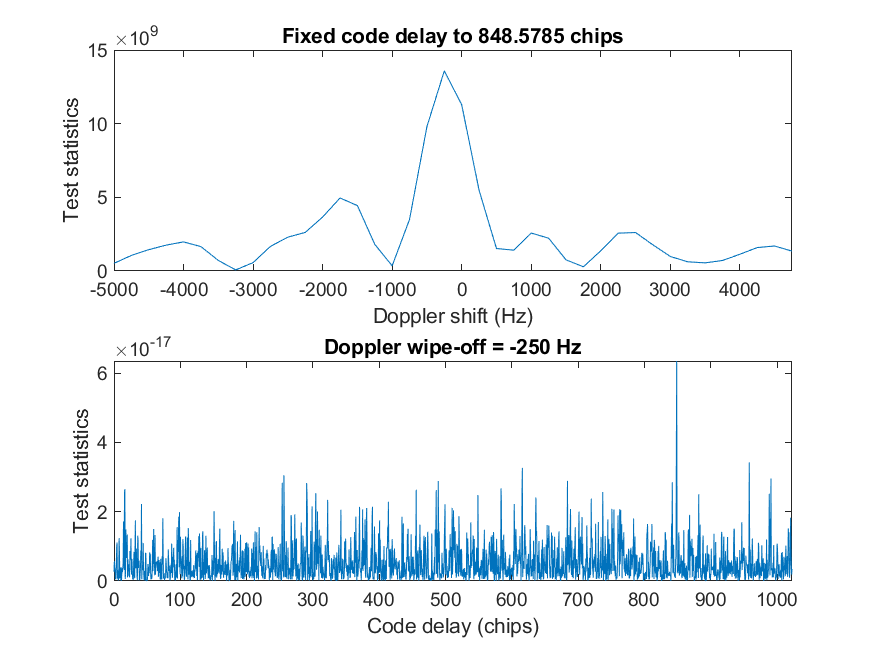 ×10^9
Fixed code delay to 848.5785 chips
15
10
5
0
Test statistics
-5000 -4000 -3000 -2000 -1000 0 1000 2000 3000 4000
Doppler shift (Hz)
×10^-17
Doppler wipe-off = -250 Hz
6
4
2
0
Test statistics
0 100 200 300 400 500 600 700 800 900 1000
Code delay (chips)